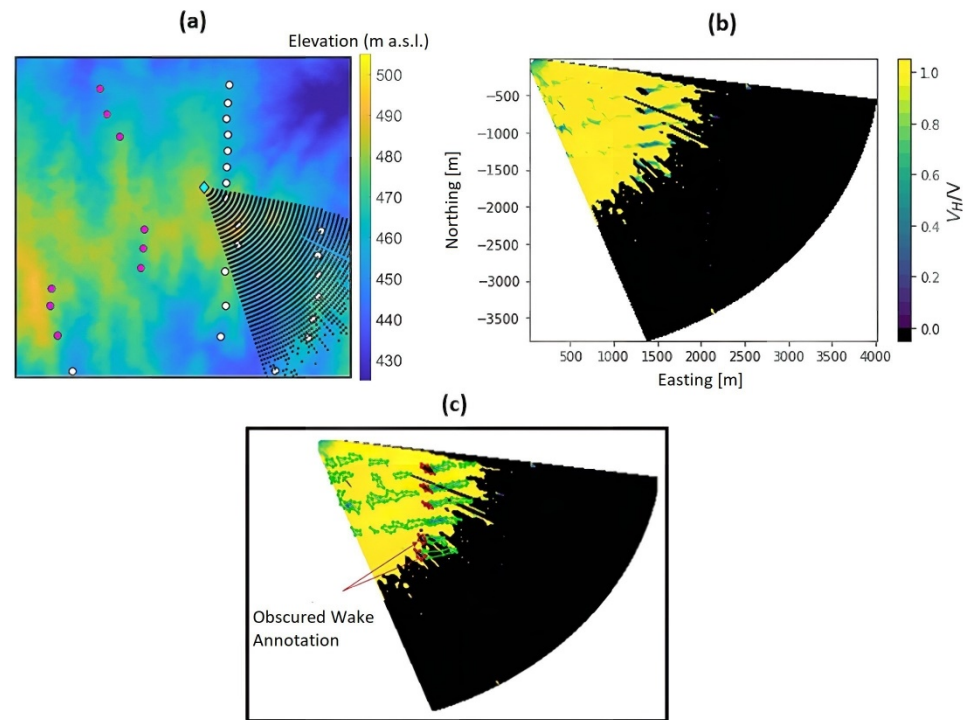 (a)
Elevation (m a.s.l.)
500
490
480
470
460
450
440
430
(b)
Northing [m]
−500
−1000
−1500
−2000
−2500
−3000
−3500
500 1000 1500 2000 2500 3000 3500 4000
Easting [m]
1.0
0.8
0.6
0.4
0.2
0.0
V_H/V
(c)
Obscured Wake
Annotation